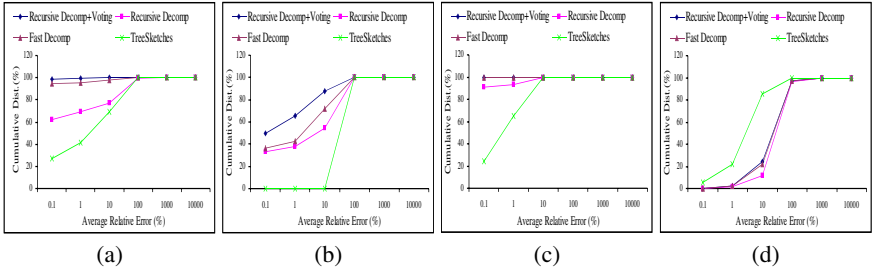 Recursive Decomp+Voting Recursive Decomp
Fast Decomp TreeSketches
Cumulative Dist.(%)
120
100
80
60
40
20
0
0.1 1 10 100 1000 10000
Average Relative Error (%)
(a)
Recursive Decomp+Voting Recursive Decomp
Fast Decomp TreeSketches
Cumulative Dist.(%)
120
100
80
60
40
20
0
0.1 1 10 100 1000 10000
Average Relative Error (%)
(b)
Recursive Decomp+Voting Recursive Decomp
Fast Decomp TreeSketches
Cumulative Dist.(%)
120
100
80
60
40
20
0
0.1 1 10 100 1000 10000
Average Relative Error (%)
(c)
Recursive Decomp+Voting Recursive Decomp
Fast Decomp TreeSketches
Cumulative Dist.(%)
120
100
80
60
40
20
0
0.1 1 10 100 1000 10000
Average Relative Error (%)
(d)